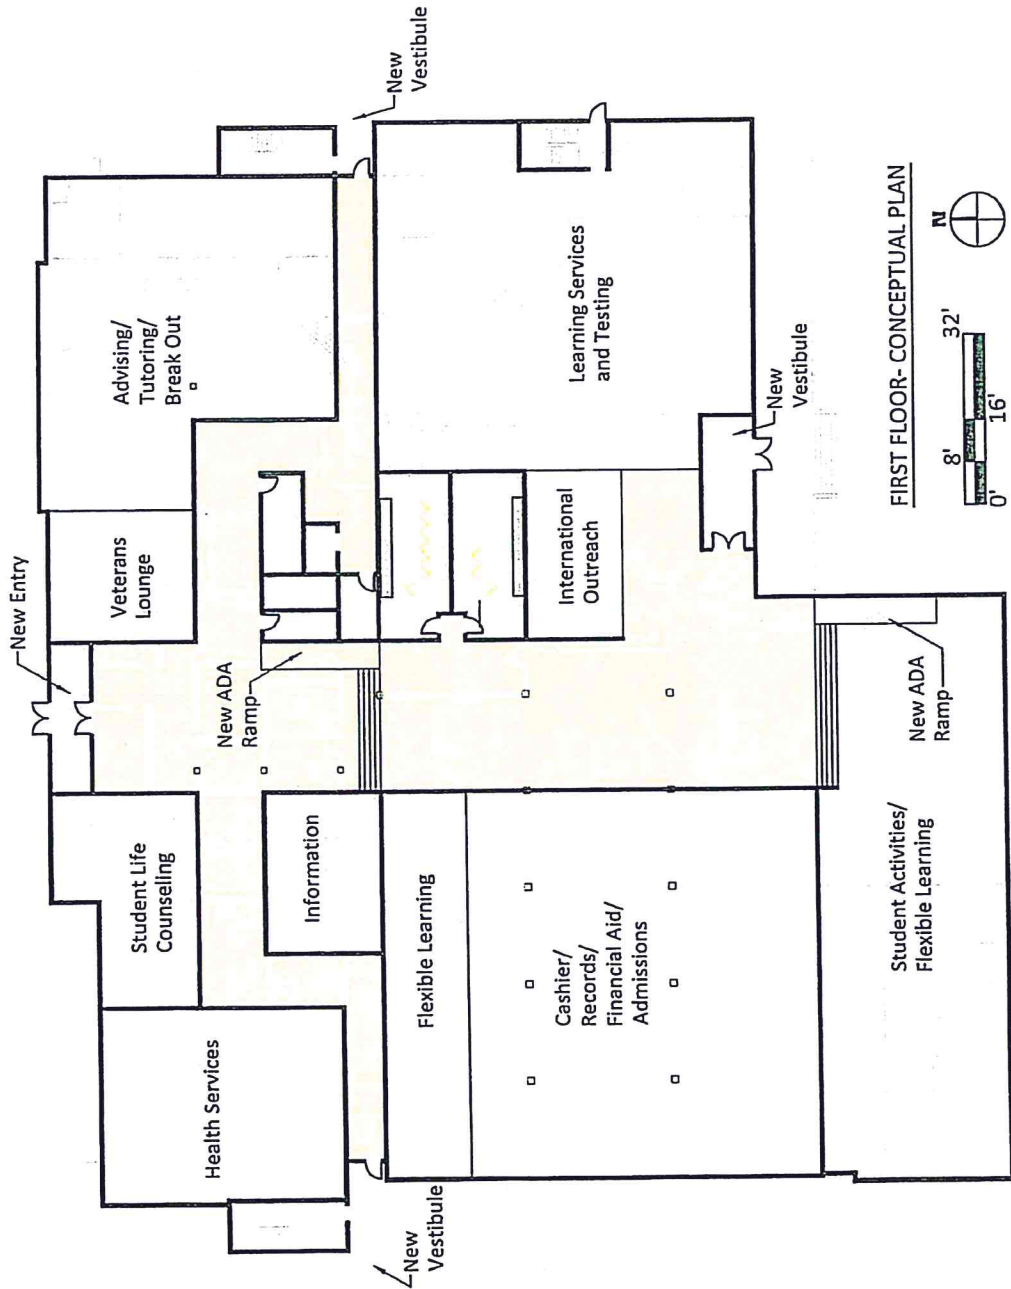 New Entry
New
Vestibule
Health Services
Student Life
Counseling
Veterans
Lounge
Advising/
Tutoring/
Break Out
New
Vestibule
Information
New ADA
Ramp
Flexible Learning
Cashier/
Records/
Financial Aid/
Admissions
International
Outreach
Learning Services
and Testing
New
Vestibule
Student Activities/
Flexible Learning
New ADA
Ramp
FIRST FLOOR- CONCEPTUAL PLAN
0'
8'
16'
32'
N